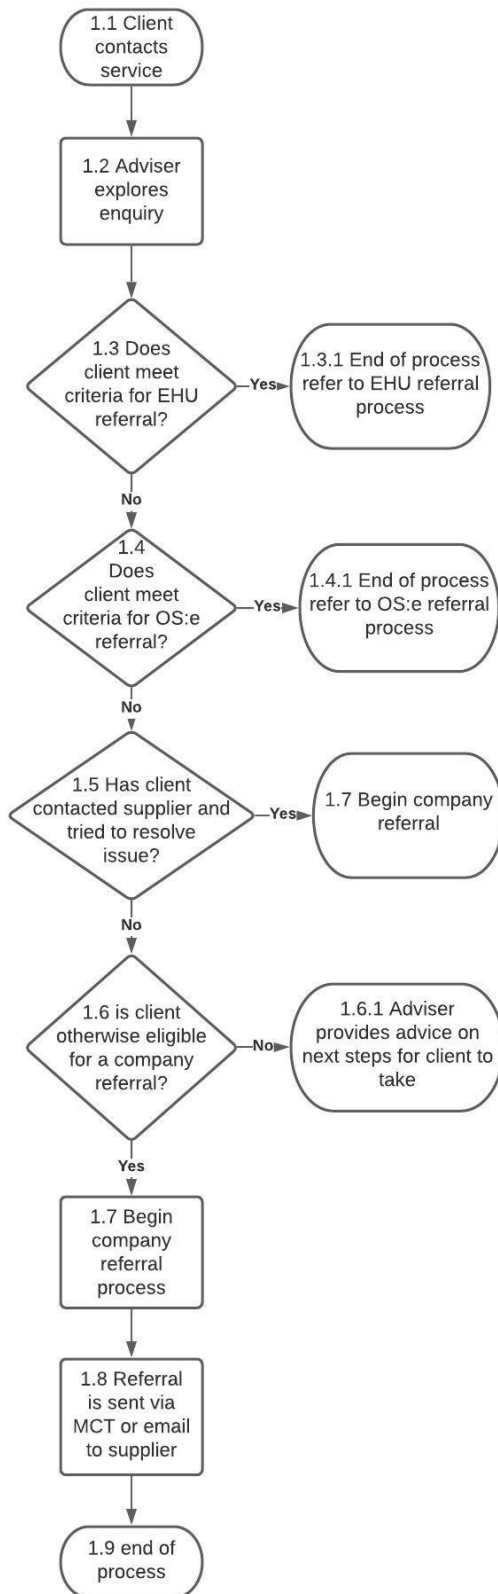 1.1 Client
contacts
service
1.2 Adviser
explores
enquiry
1.3 Does
client meet
criteria for EHU
referral?
Yes
1.3.1 End of process
refer to EHU referral
process
No
1.4
Does
client meet
criteria for OS:e
referral?
Yes
1.4.1 End of process
refer to OS:e referral
process
No
1.5 Has client
contacted supplier and
tried to resolve
issue?
Yes
1.7 Begin company
referral
No
1.6 is client
otherwise eligible
for a company
referral?
No
1.6.1 Adviser
provides advice on
next steps for client to
take
Yes
1.7 Begin
company
referral
process
1.8 Referral
is sent via
MCT or email
to supplier
1.9 end of
process